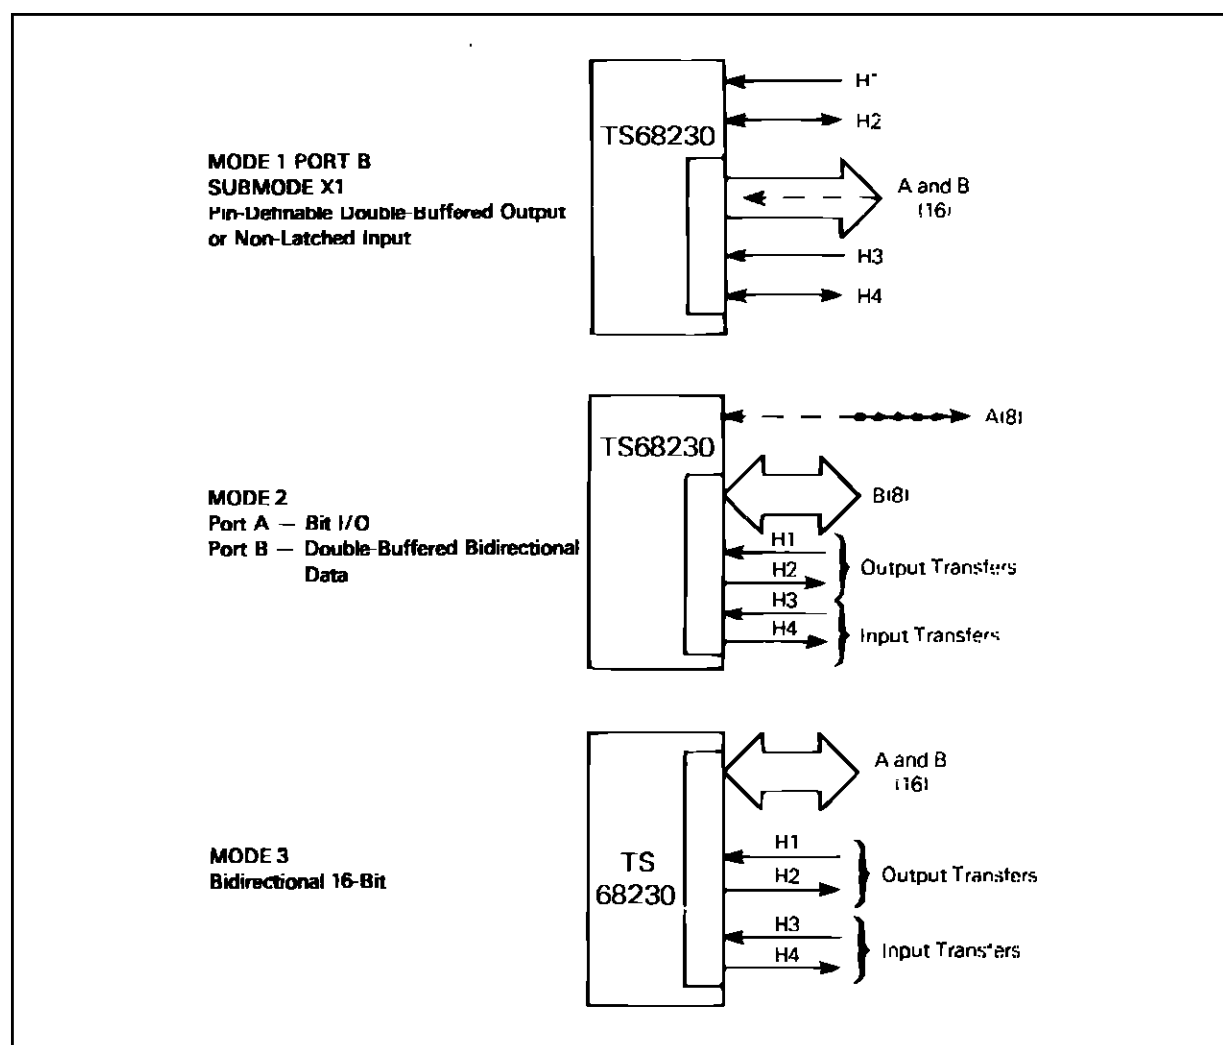 H1
TS68230
H2
MODE 1 PORT B
SUBMODE X1
Pin-Definable Double-Buffered Output
or Non-Latched Input
A and B
(16)
H3
H4
TS68230
A(8)
MODE 2
Port A — Bit I/O
Port B — Double-Buffered Bidirectional
Data
B(8)
H1
H2
Output Transfers
H3
H4
Input Transfers
MODE 3
Bidirectional 16-Bit
TS
68230
A and B
(16)
H1
H2
Output Transfers
H3
H4
Input Transfers